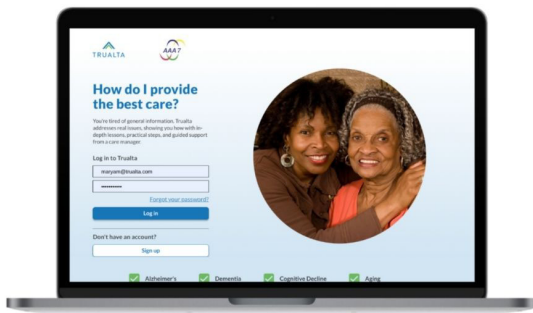 TRUALTA
AAA7
How do I provide
the best care?
You're tired of general information. Trualta
addresses real issues, showing you how with in-
depth lessons, practical steps, and guided support
from a care manager.
Log in to Trualta
maryam@trualta.com
Forgot your password?
Log in
Don't have an account?
Sign up
Alzheimer's
Dementia
Cognitive Decline
Aging